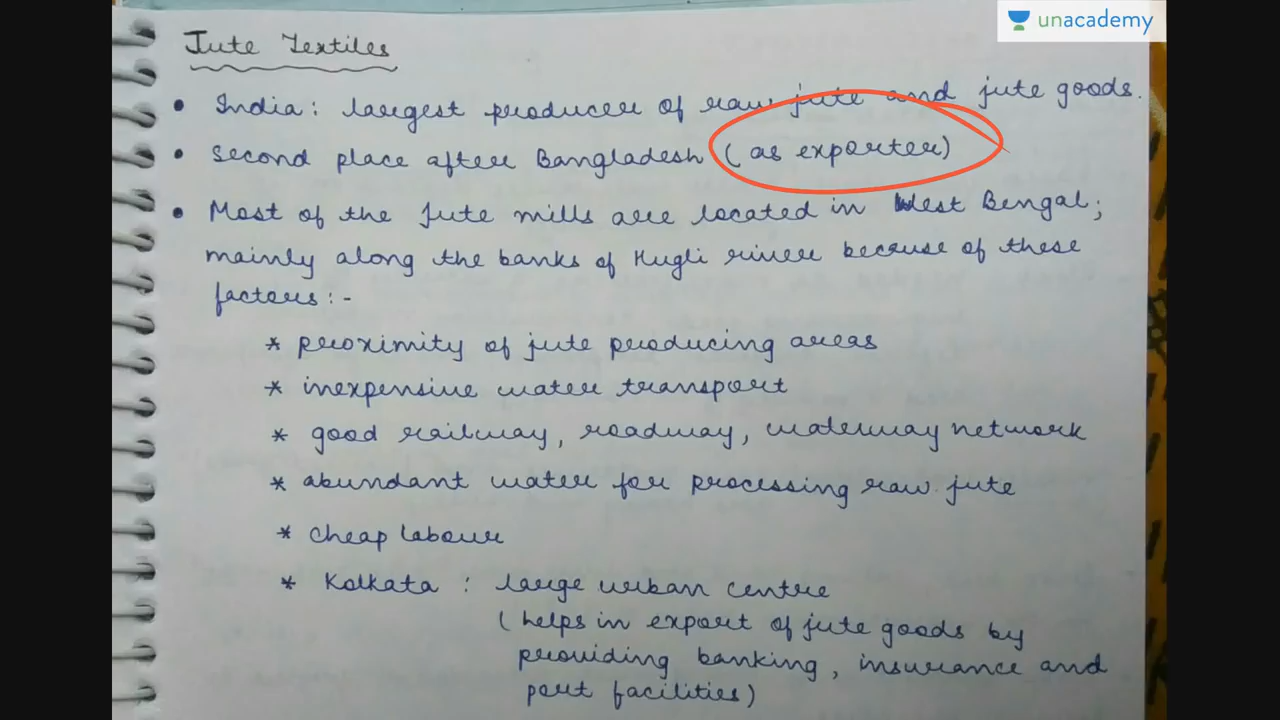 unacademy
Jute Textiles
• India: largest producer of raw jute and jute goods.
• second place after Bangladesh (as exporter)
• Most of the Jute mills are located in West Bengal;
mainly along the banks of Hugli river because of these
factors:-
* proximity of jute producing areas
* inexpensive water transport
* good railway, roadway, waterway network
* abundant water for processing raw jute
* cheap labour
* Kolkata : large urban centre
(helps in export of jute goods by
providing banking, insurance and
port facilities)